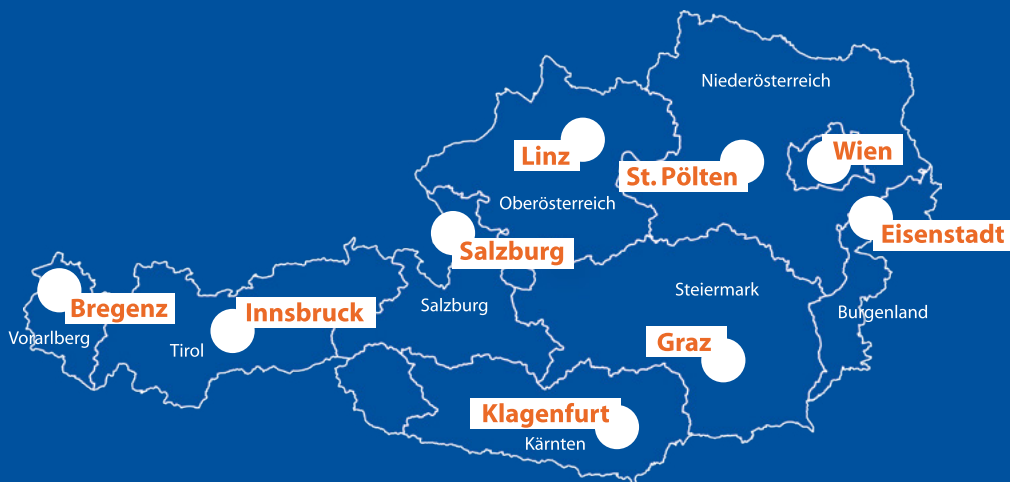 Niederösterreich
Linz
Wien
St. Pölten
Oberösterreich
Eisenstadt
Salzburg
Steiermark
Bregenz
Innsbruck
Salzburg
Burgenland
Vorarlberg
Tirol
Graz
Klagenfurt
Kärnten